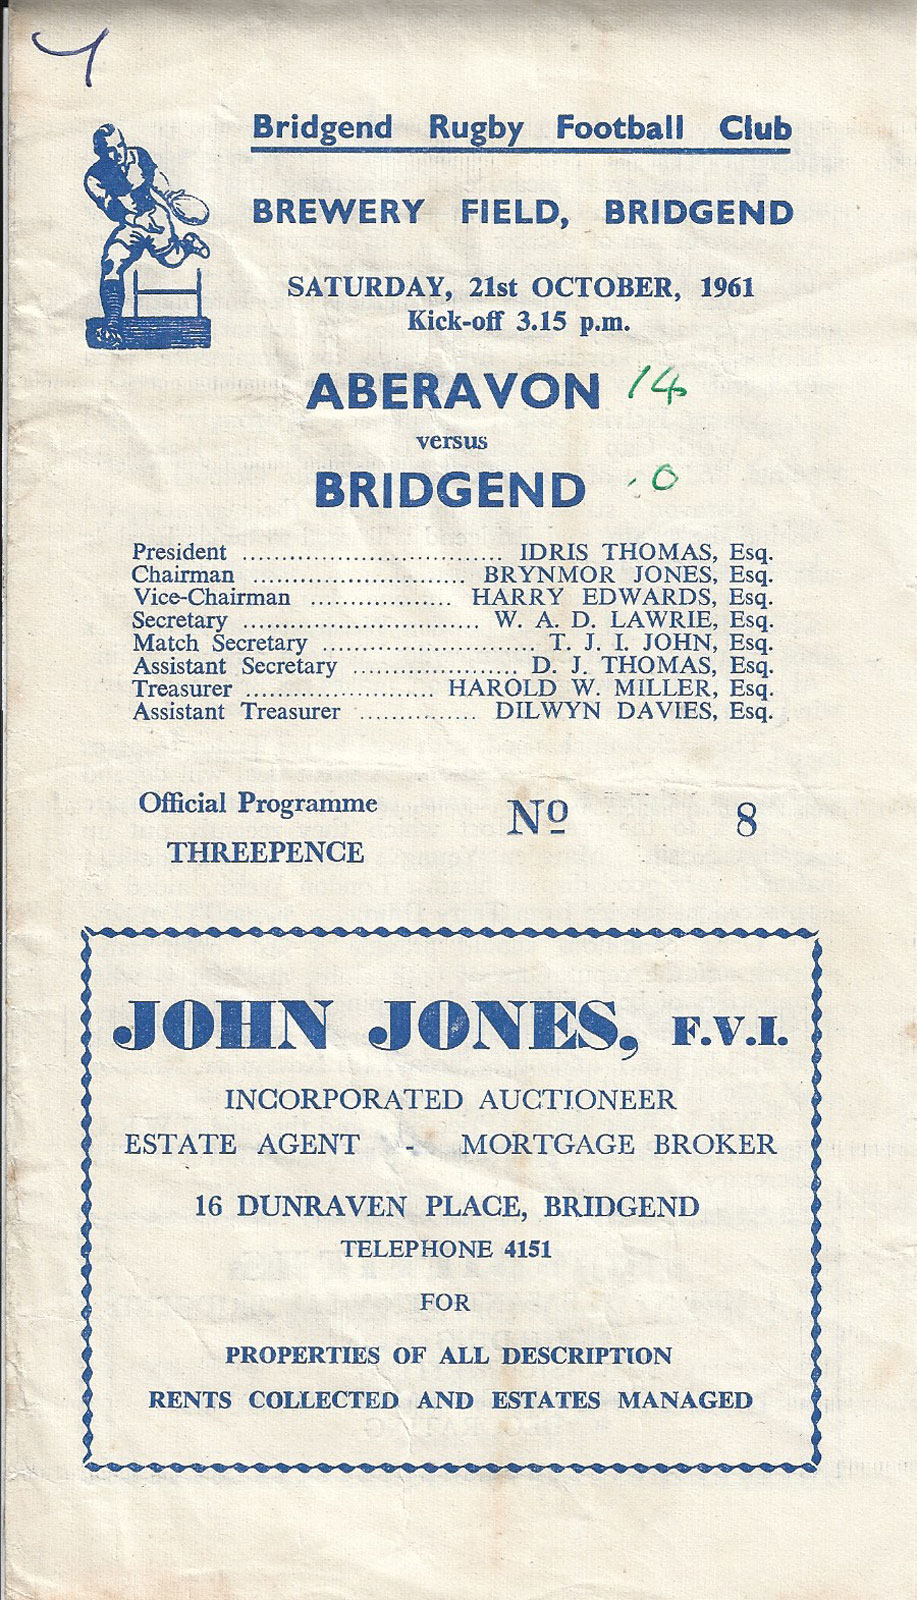 Bridgend Rugby Football Club
BREWERY FIELD, BRIDGEND
SATURDAY, 21st OCTOBER, 1961
Kick-off 3.15 p.m.
ABERAVON 14
versus
BRIDGEND 0
President ................................. IDRIS THOMAS, Esq.
Chairman ........................... BRYNMOR JONES, Esq.
Vice-Chairman .................. HARRY EDWARDS, Esq.
Secretary .............................. W. A. D. LAWRIE, Esq.
Match Secretary ........................... T. J. I. JOHN, Esq.
Assistant Secretary ..................... D. J. THOMAS, Esq.
Treasurer ........................ HAROLD W. MILLER, Esq.
Assistant Treasurer ............... DILWYN DAVIES, Esq.
Official Programme
THREEPENCE
Nº 8
JOHN JONES, F.V.I.
INCORPORATED AUCTIONEER
ESTATE AGENT - MORTGAGE BROKER
16 DUNRAVEN PLACE, BRIDGEND
TELEPHONE 4151
FOR
PROPERTIES OF ALL DESCRIPTION
RENTS COLLECTED AND ESTATES MANAGED